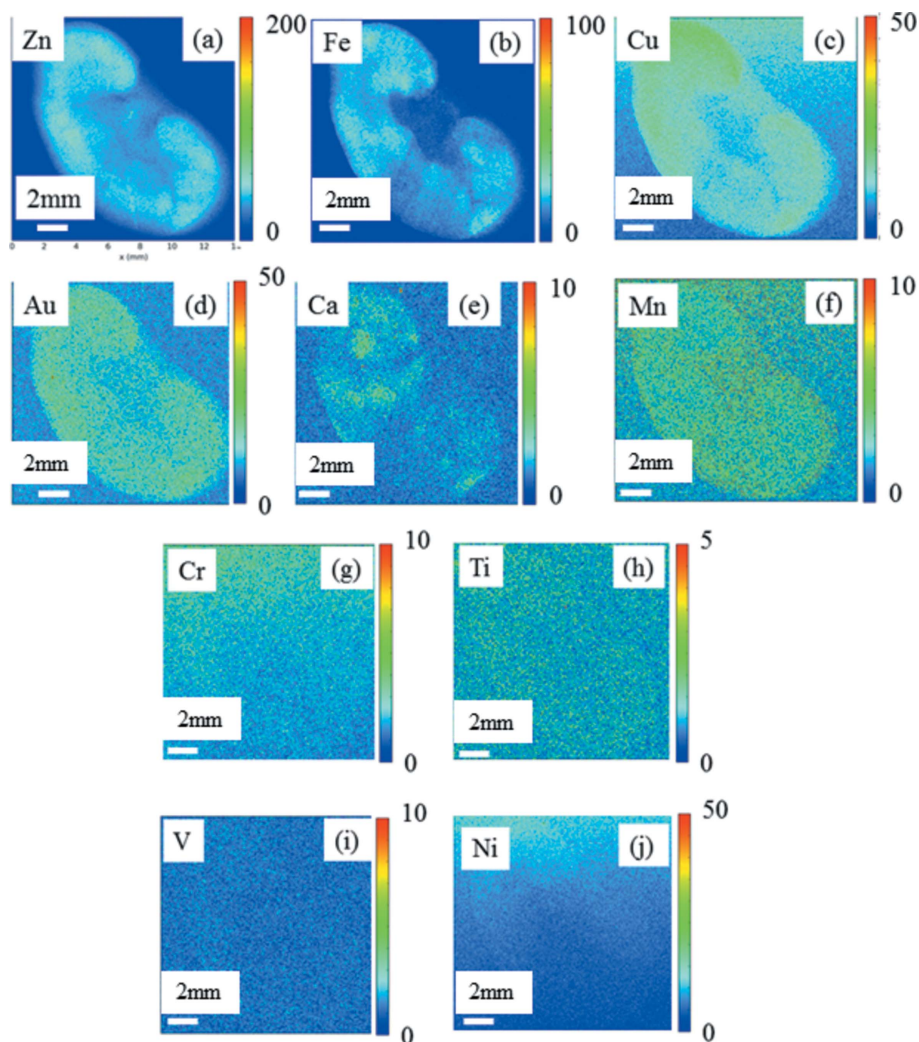 Zn (a) 200
Fe (b) 100
Cu (c) 50
2mm 0
2mm 0
2mm 0
0 2 4 6 8 10 12
x (mm)
Au (d) 50
Ca (e) 10
Mn (f) 10
2mm 0
2mm 0
2mm 0
Cr (g) 10
Ti (h) 5
2mm 0
2mm 0
V (i) 10
Ni (j) 50
2mm 0
2mm 0